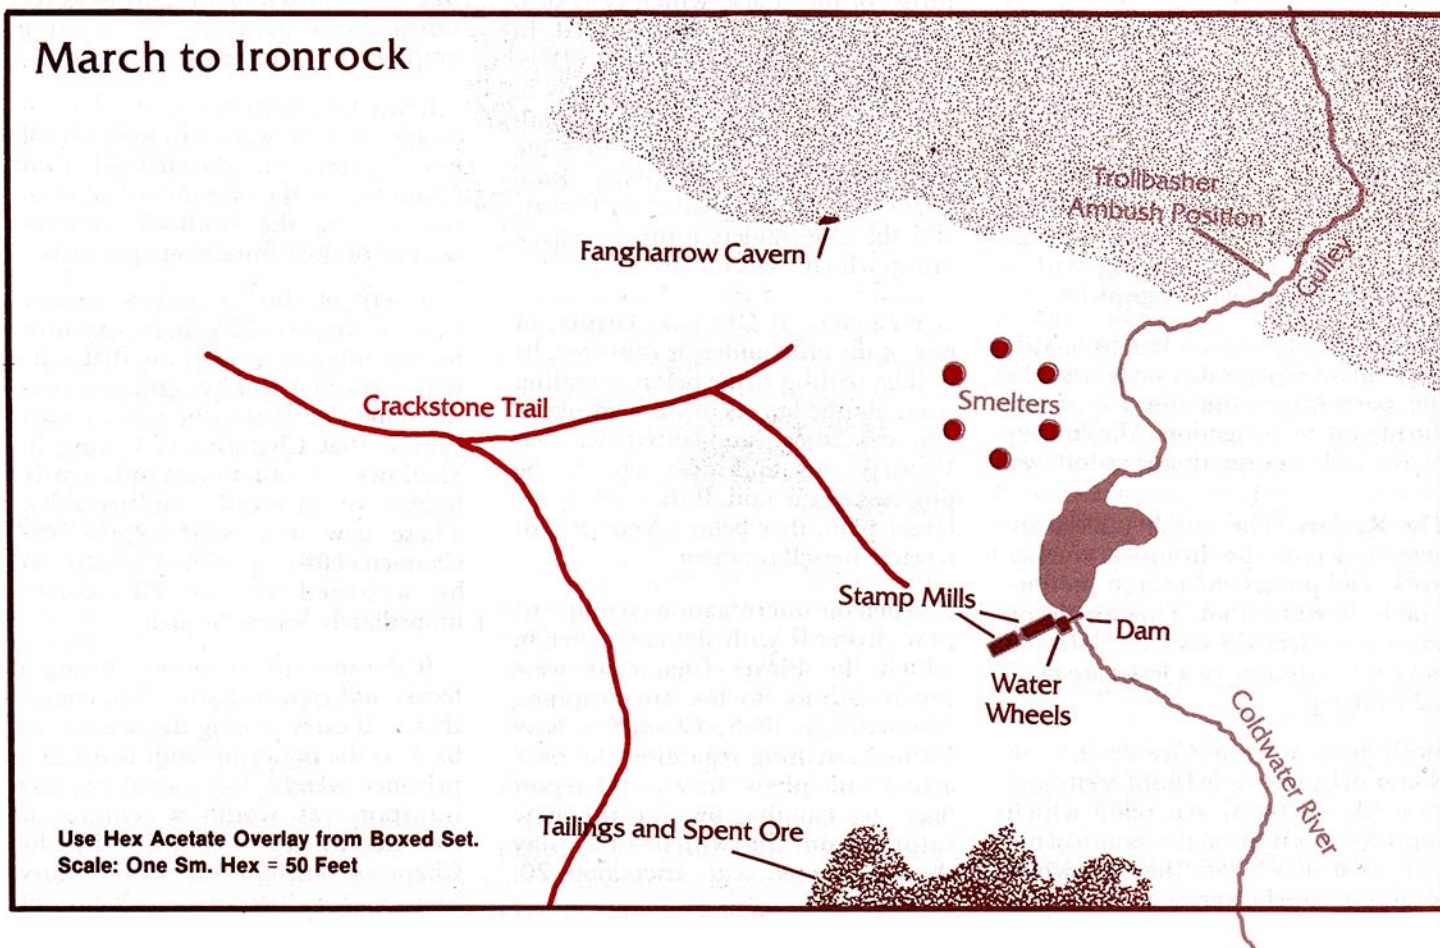 March to Ironrock
Trollbasher
Ambush Position
Gulley
Fangharrow Cavern
Crackstone Trail
Smelters
Stamp Mills
Dam
Water
Wheels
Coldwater River
Tailings and Spent Ore
Use Hex Acetate Overlay from Boxed Set.
Scale: One Sm. Hex = 50 Feet